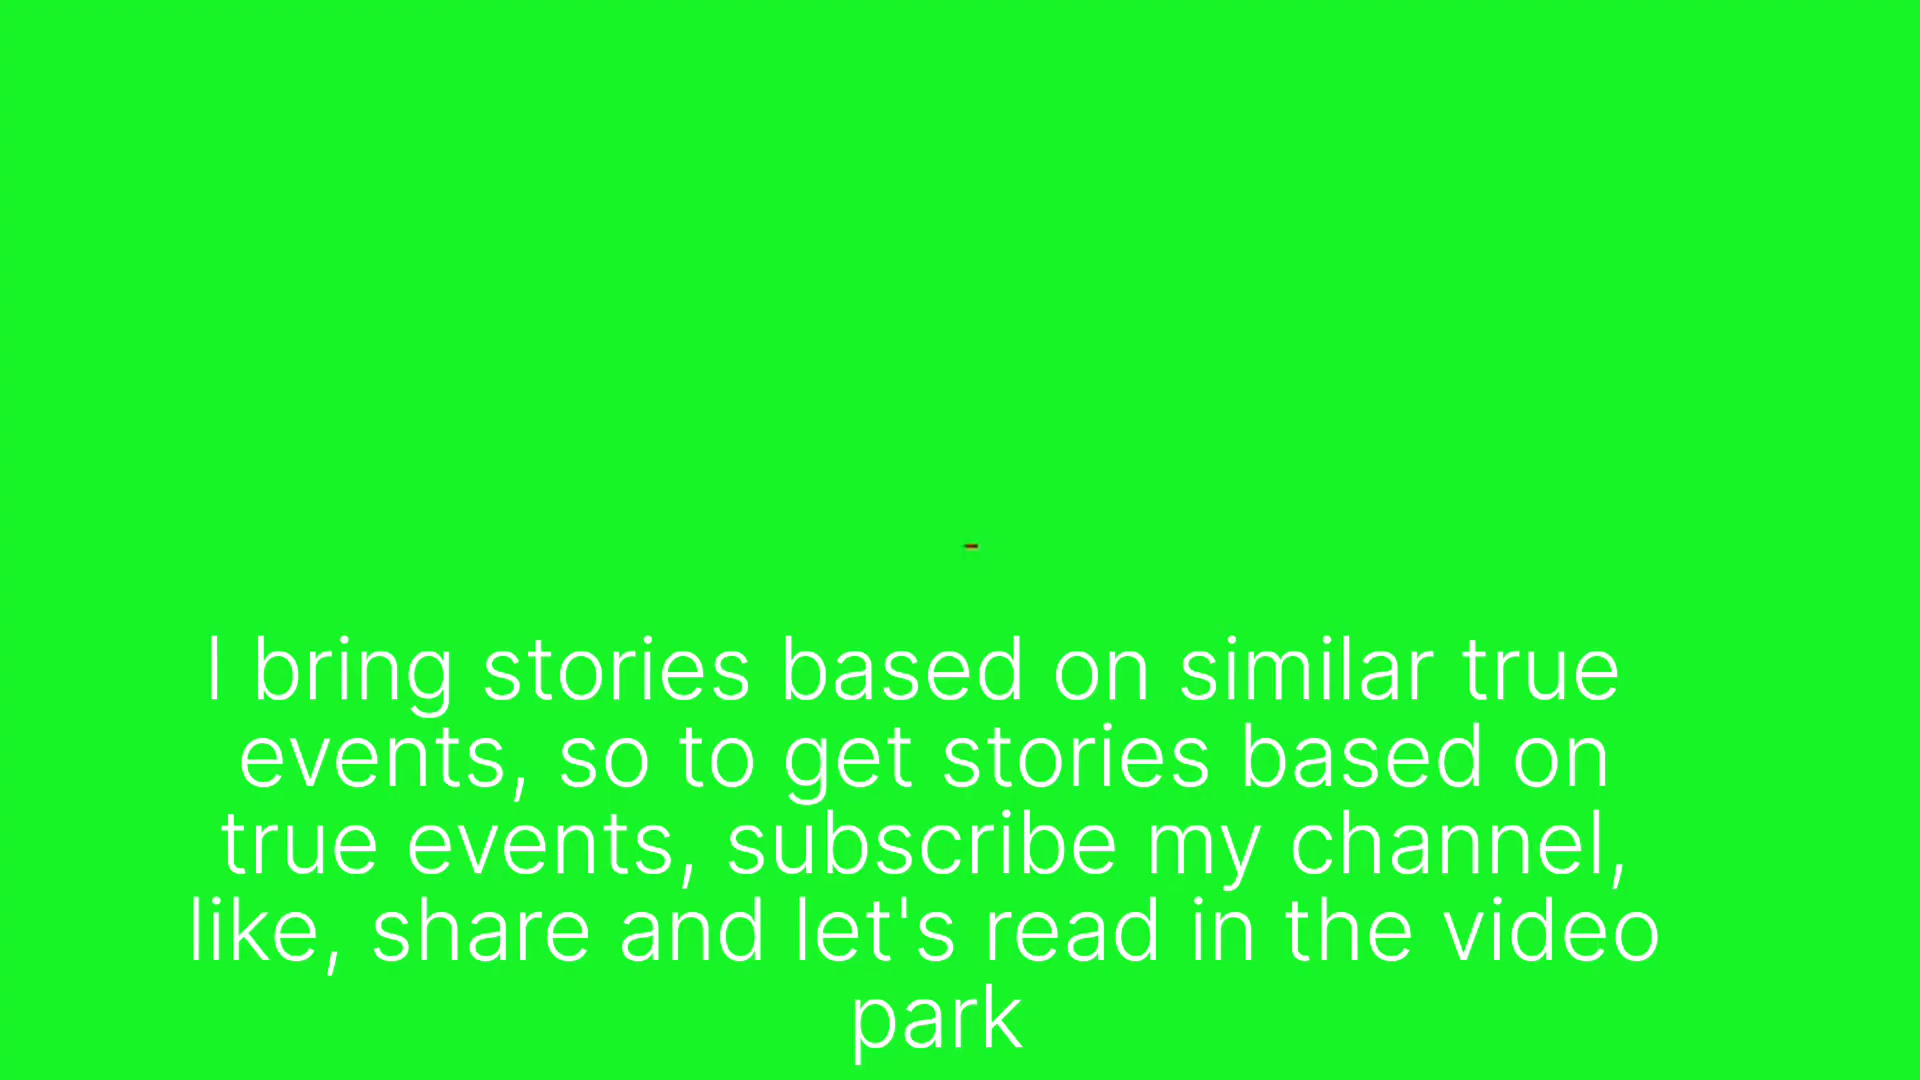 I bring stories based on similar true
events, so to get stories based on
true events, subscribe my channel,
like, share and let's read in the video
park